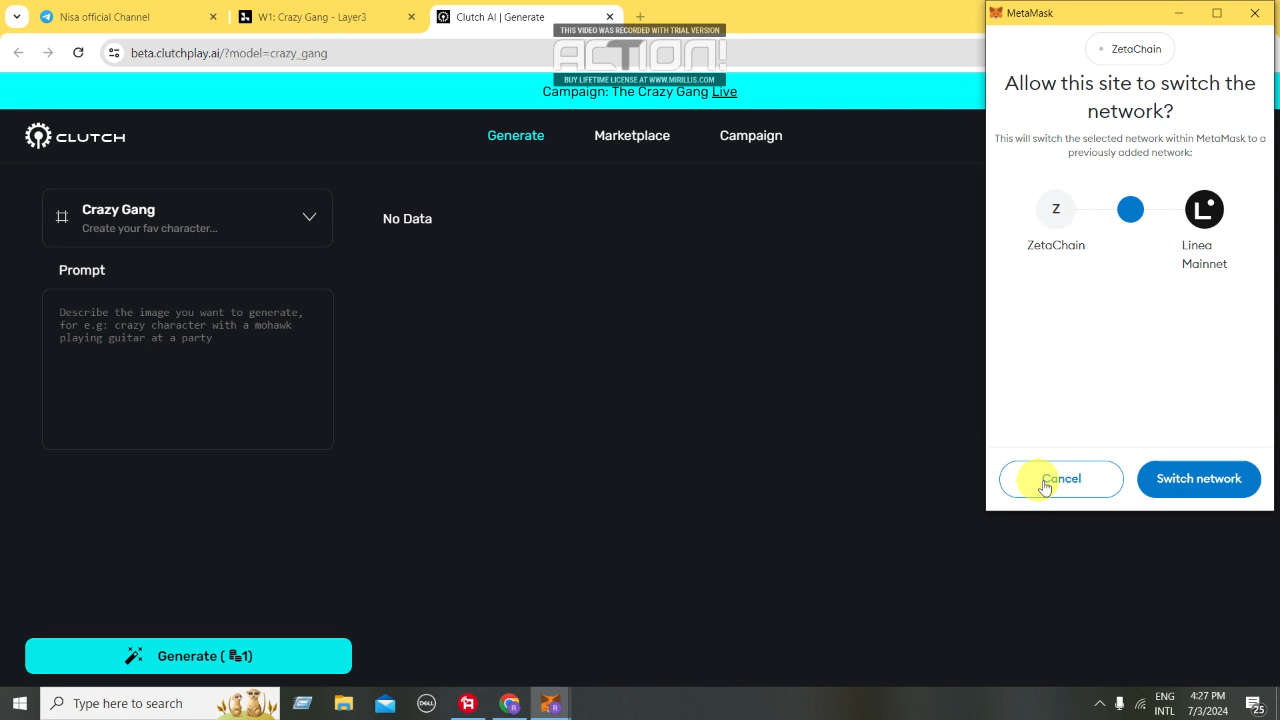 Nisa official Channel
W1: Crazy Gang - Layer3
Clutch AI | Generate
MetaMask
THIS VIDEO WAS RECORDED WITH TRIAL VERSION
ACTION!
BUY LIFETIME LICENSE AT WWW.MIRILLIS.COM
beta.clutchplay.ai/?model=crazy_gang
ZetaChain
Campaign: The Crazy Gang Live
Allow this site to switch the
network?
This will switch the selected network within MetaMask to a
previously added network:
CLUTCH
Generate
Marketplace
Campaign
Crazy Gang
Create your fav character...
No Data
Z
ZetaChain
Linea
Mainnet
Prompt
Describe the image you want to generate,
for e.g: crazy character with a mohawk
playing guitar at a party
Cancel
Switch network
Generate ( 1)
Type here to search
DELL
R
R
ENG
INTL
4:27 PM
7/3/2024
25